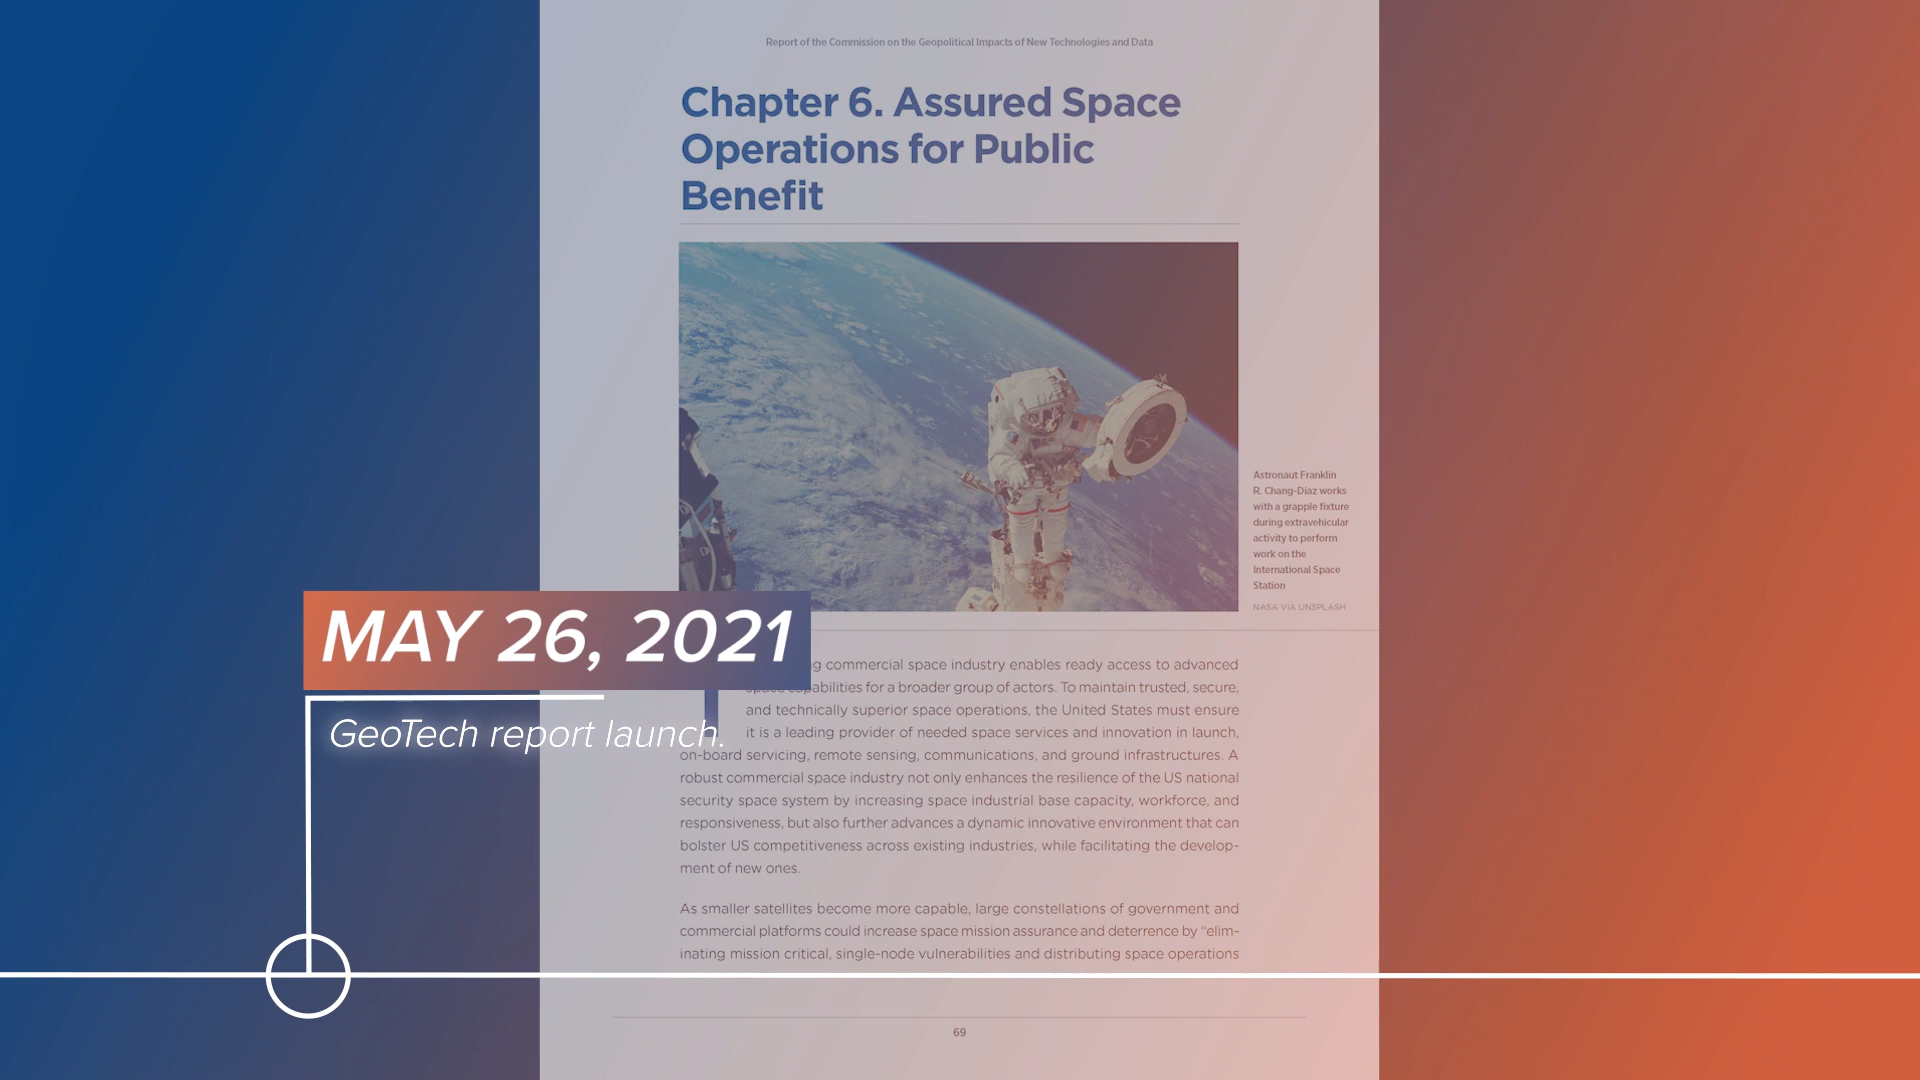 Report of the Commission on the Geopolitical Impacts of New Technologies and Data
Chapter 6. Assured Space
Operations for Public
Benefit
Astronaut Franklin
R. Chang-Díaz works
with a grapple fixture
during extravehicular
activity to perform
work on the
International Space
Station
NASA VIA UNSPLASH
MAY 26, 2021
GeoTech report launch.
commercial space industry enables ready access to advanced
space capabilities for a broader group of actors. To maintain trusted, secure,
and technically superior space operations, the United States must ensure
it is a leading provider of needed space services and innovation in launch,
on-board servicing, remote sensing, communications, and ground infrastructures. A
robust commercial space industry not only enhances the resilience of the US national
security space system by increasing space industrial base capacity, workforce, and
responsiveness, but also further advances a dynamic innovative environment that can
bolster US competitiveness across existing industries, while facilitating the develop-
ment of new ones.
As smaller satellites become more capable, large constellations of government and
commercial platforms could increase space mission assurance and deterrence by “elim-
inating mission critical, single-node vulnerabilities and distributing space operations
69